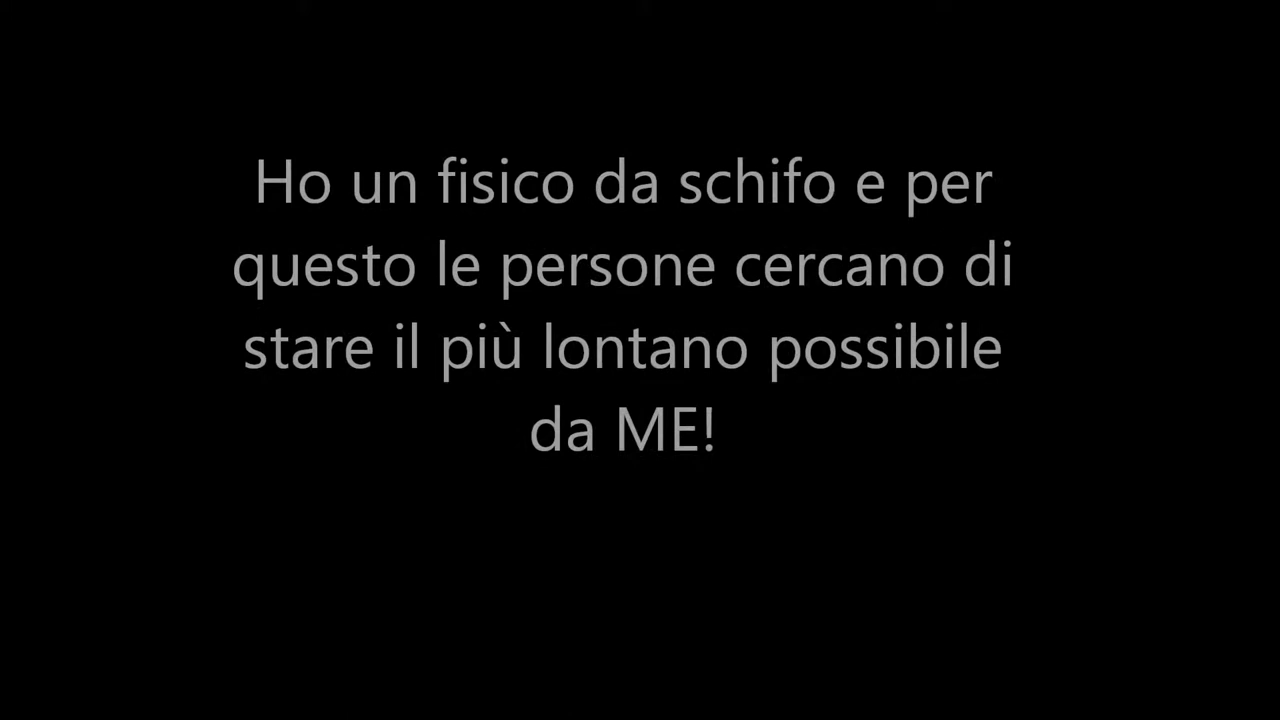 Ho un fisico da schifo e per
questo le persone cercano di
stare il più lontano possibile
da ME!